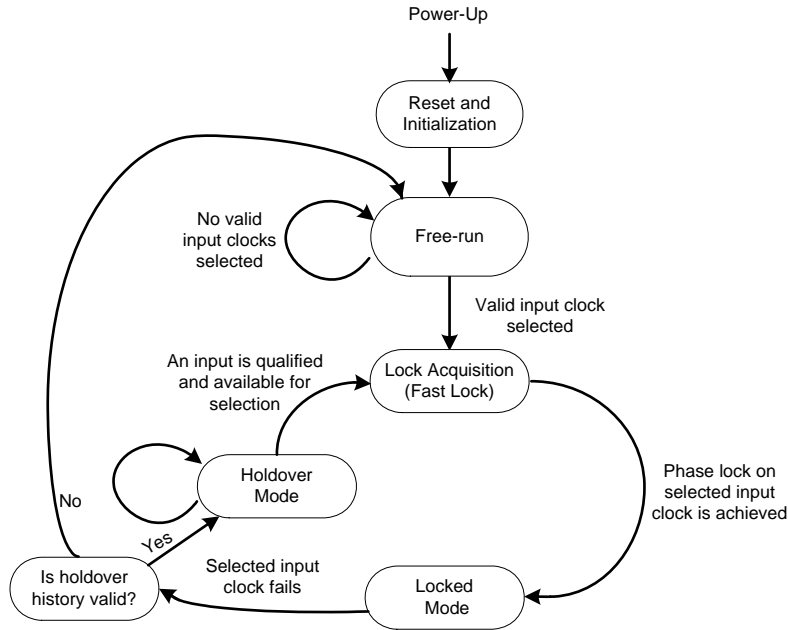 Power-Up
Reset and
Initialization
No valid
input clocks
selected
Free-run
Valid input clock
selected
An input is qualified
and available for
selection
Lock Acquisition
(Fast Lock)
Holdover
Mode
Phase lock on
selected input
clock is achieved
No
Yes
Is holdover
history valid?
Selected input
clock fails
Locked
Mode